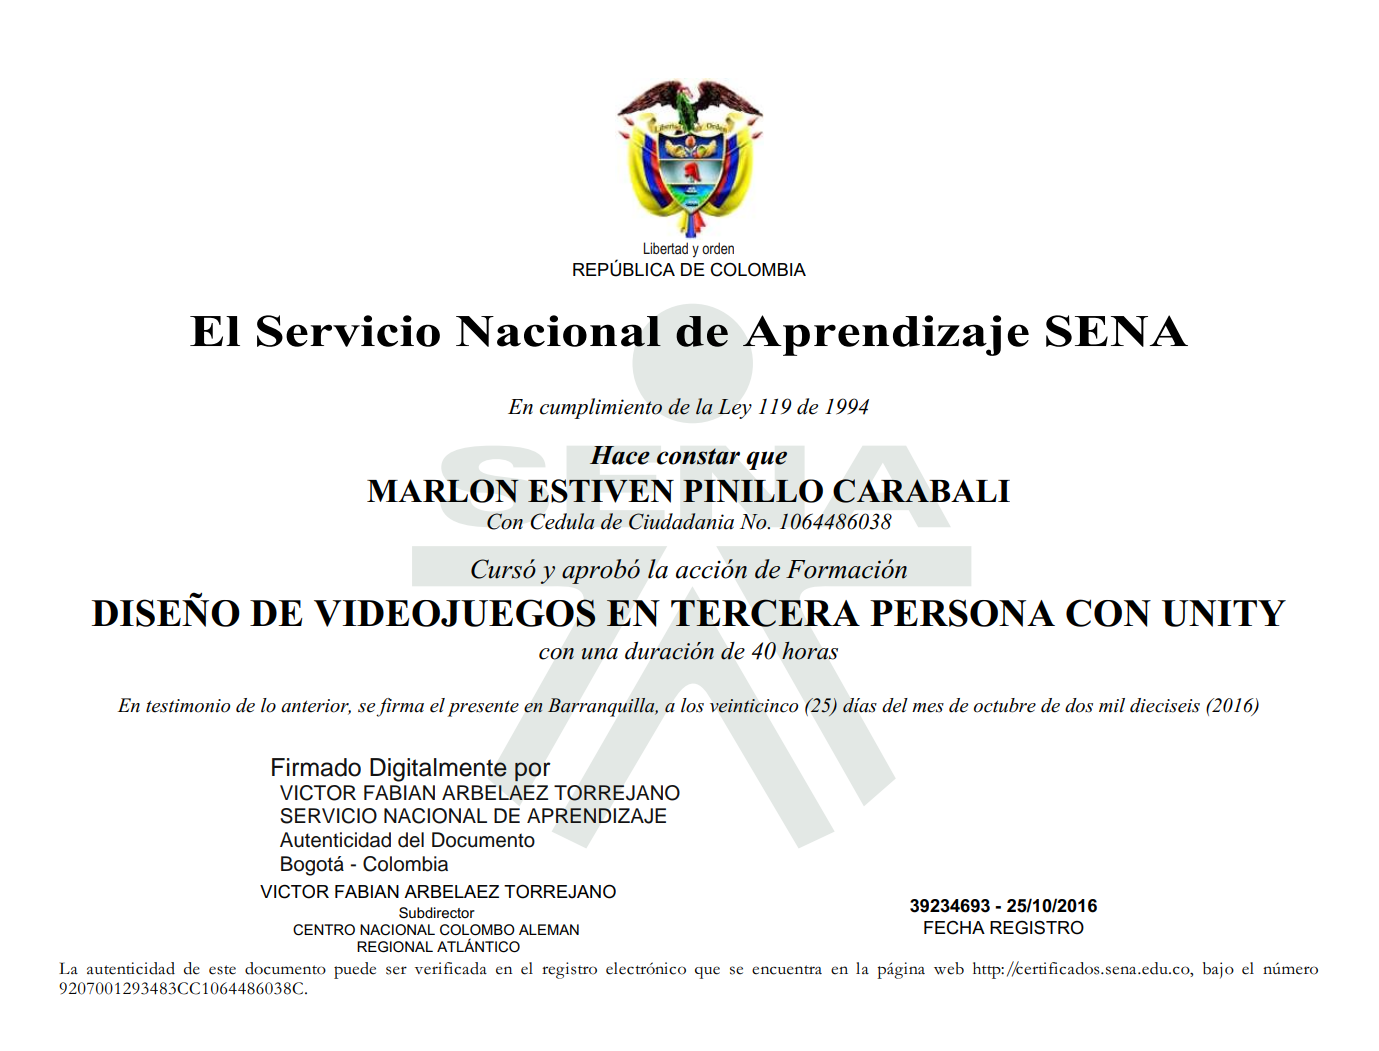 Libertad y Orden
Libertad y orden
REPÚBLICA DE COLOMBIA
El Servicio Nacional de Aprendizaje SENA
En cumplimiento de la Ley 119 de 1994
SENA
Hace constar que
MARLON ESTIVEN PINILLO CARABALI
Con Cedula de Ciudadania No. 1064486038
Cursó y aprobó la acción de Formación
DISEÑO DE VIDEOJUEGOS EN TERCERA PERSONA CON UNITY
con una duración de 40 horas
En testimonio de lo anterior, se firma el presente en Barranquilla, a los veinticinco (25) días del mes de octubre de dos mil dieciseis (2016)
Firmado Digitalmente por
VICTOR FABIAN ARBELAEZ TORREJANO
SERVICIO NACIONAL DE APRENDIZAJE
Autenticidad del Documento
Bogotá - Colombia
VICTOR FABIAN ARBELAEZ TORREJANO
Subdirector
CENTRO NACIONAL COLOMBO ALEMAN
REGIONAL ATLÁNTICO
39234693 - 25/10/2016
FECHA REGISTRO
La autenticidad de este documento puede ser verificada en el registro electrónico que se encuentra en la página web http://certificados.sena.edu.co, bajo el número
9207001293483CC1064486038C.